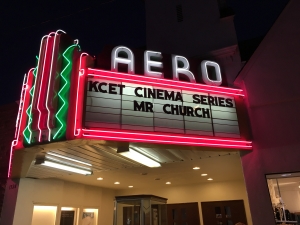 AERO
KCET CINEMA SERIES
MR CHURCH